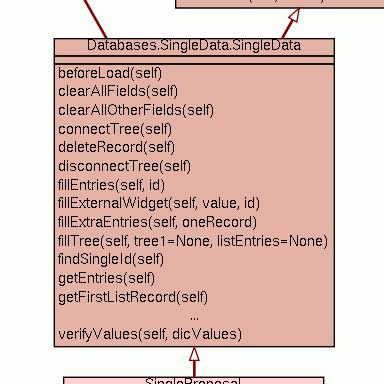 Databases.SingleData.SingleData
beforeLoad(self)
clearAllFields(self)
clearAllOtherFields(self)
connectTree(self)
deleteRecord(self)
disconnectTree(self)
fillEntries(self, id)
fillExternalWidget(self, value, id)
fillExtraEntries(self, oneRecord)
fillTree(self, tree1=None, listEntries=None)
findSingleId(self)
getEntries(self)
getFirstListRecord(self)
...
verifyValues(self, dicValues)